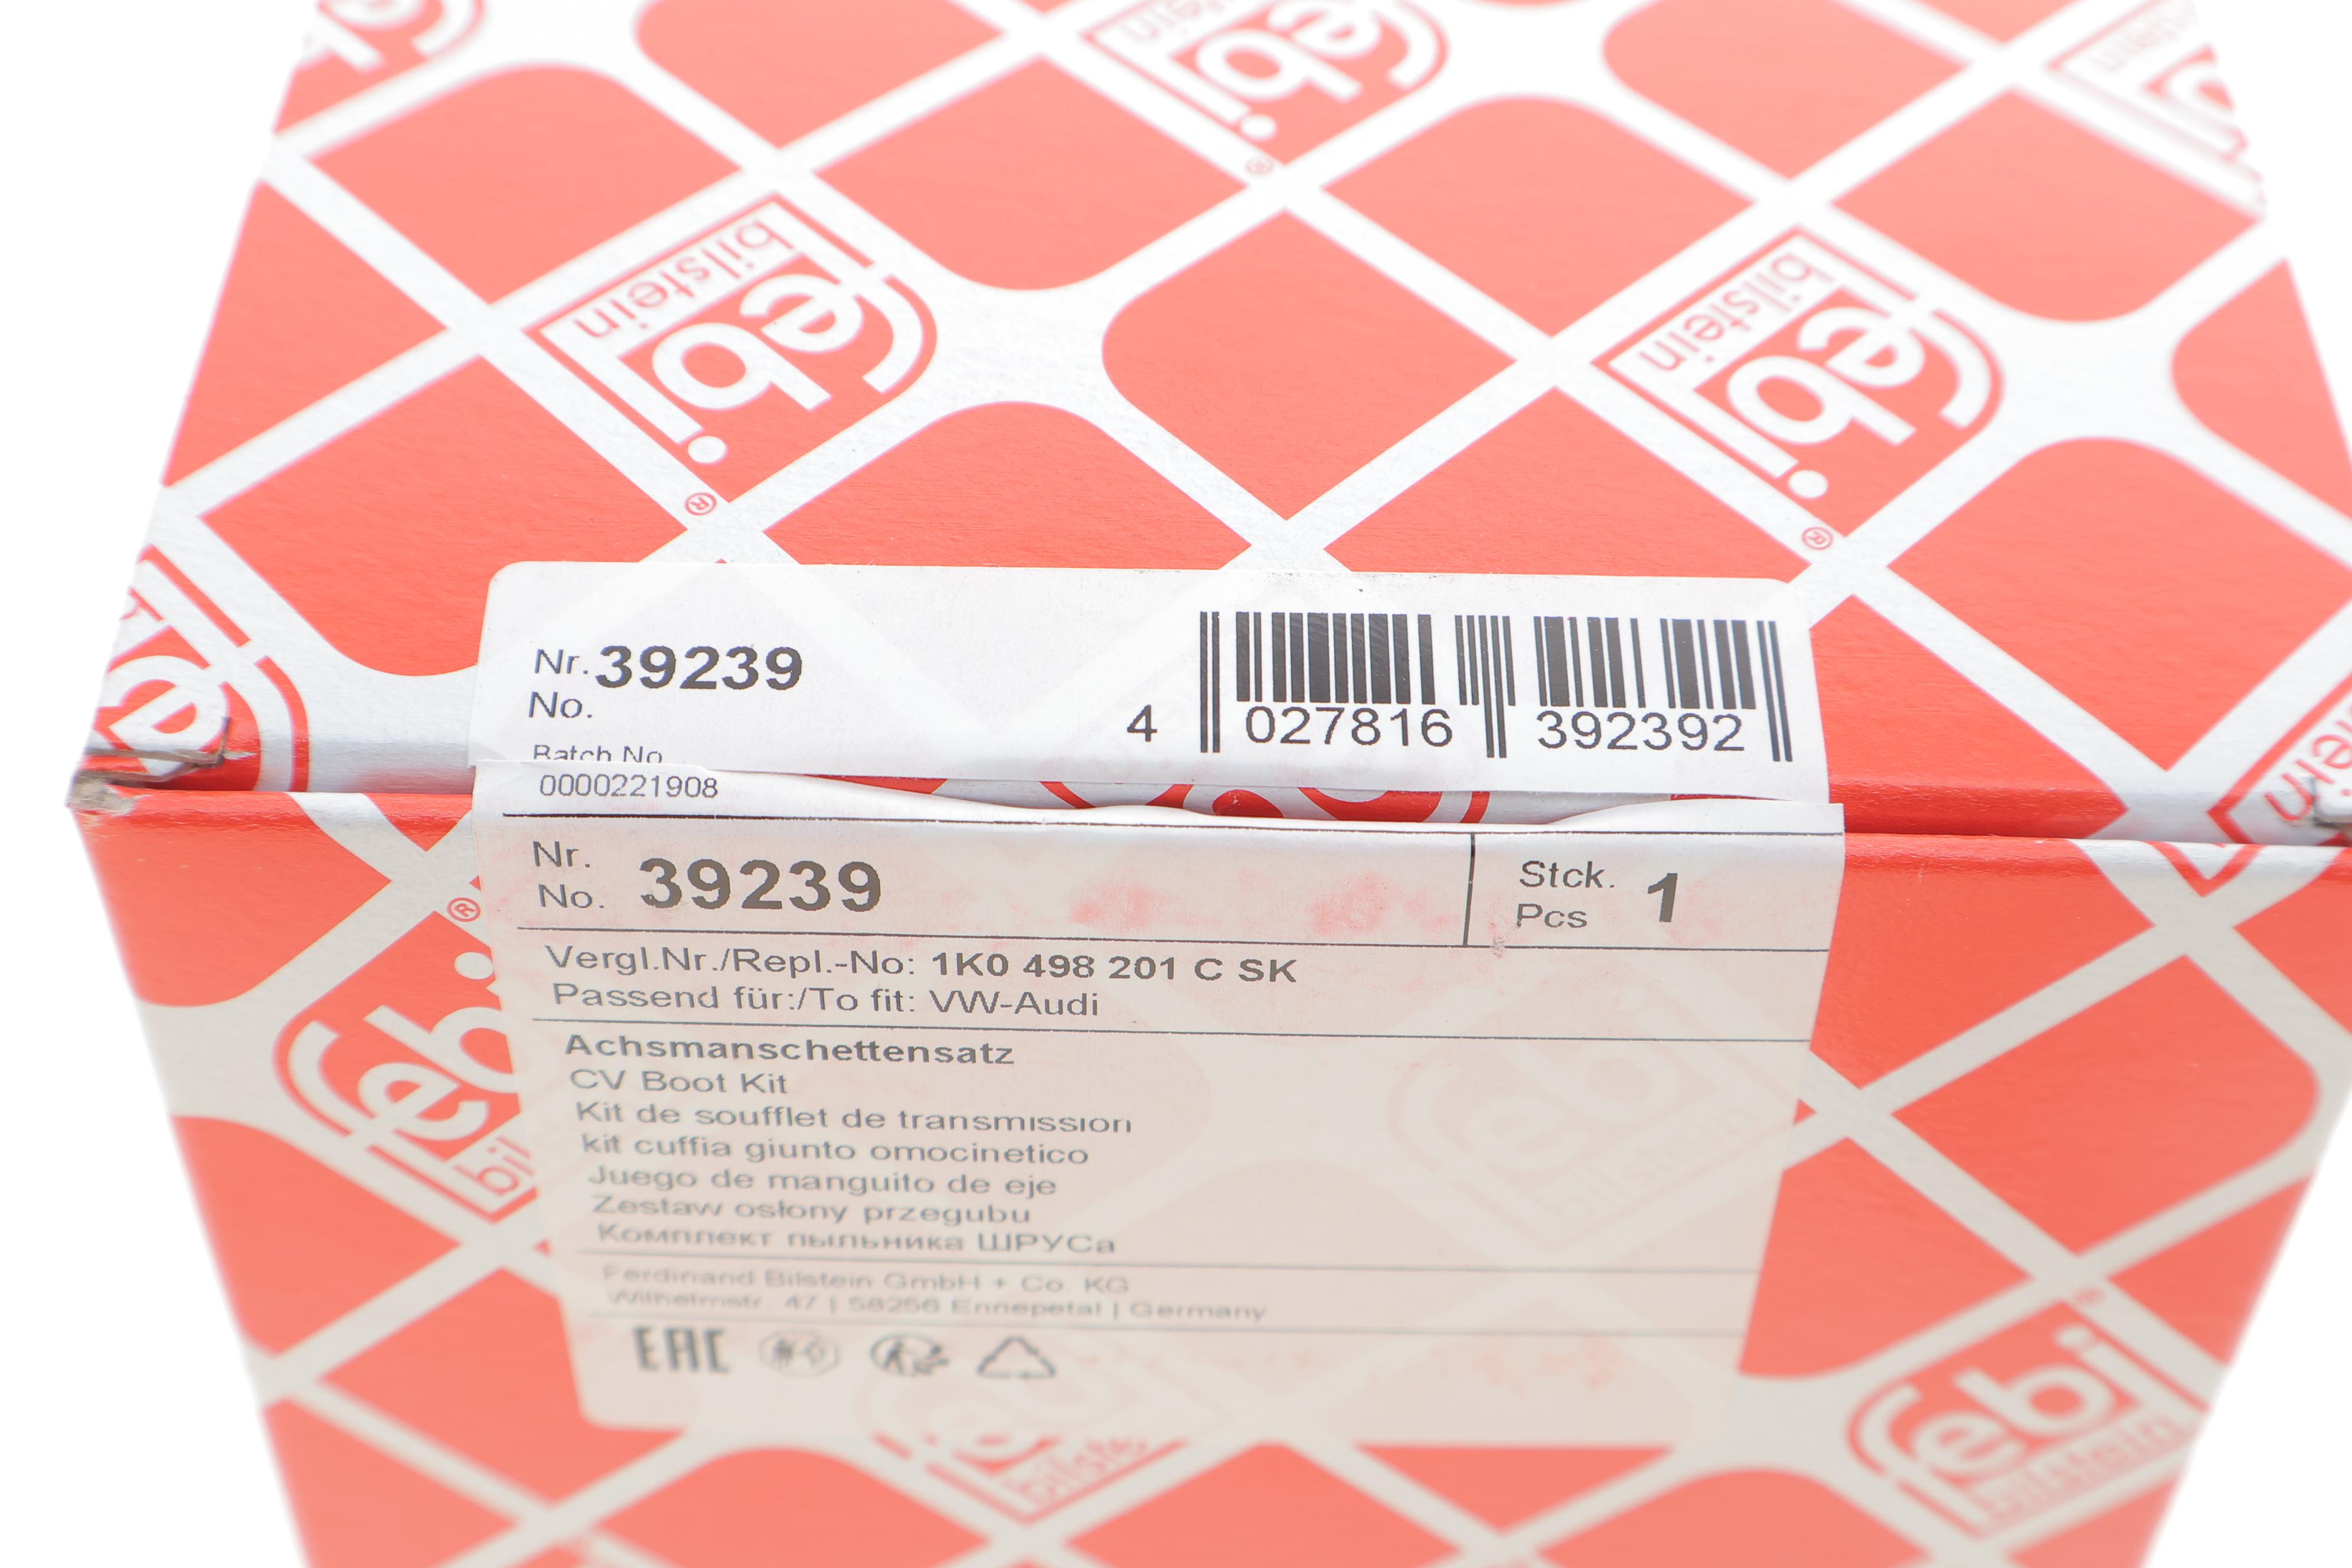 febi
bilstein
®
Nr. 39239
No.
4 027816 392392
Batch No
0000221908
Nr.
No. 39239
Stck.
Pcs 1
Vergl.Nr./Repl.-No: 1K0 498 201 C SK
Passend für:/To fit: VW-Audi
Achsmanschettensatz
CV Boot Kit
Kit de soufflet de transmission
kit cuffia giunto omocinetico
Juego de manguito de eje
Zestaw osłony przegubu
Комплект пыльника ШРУСа
Ferdinand Bilstein GmbH + Co. KG
Wilhelmstr. 47 | 58256 Ennepetal | Germany
EAC
febi
bilstein